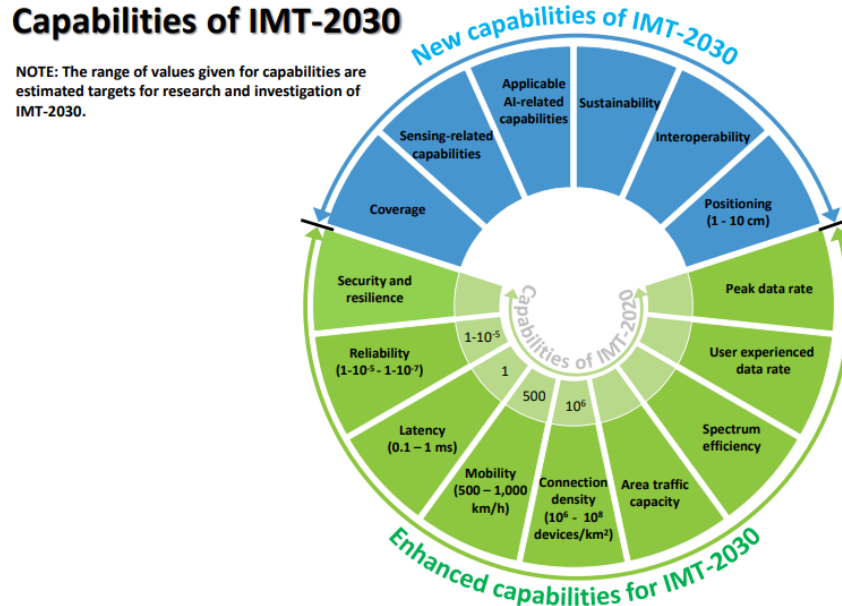 Capabilities of IMT-2030
NOTE: The range of values given for capabilities are
estimated targets for research and investigation of
IMT-2030.
New capabilities of IMT-2030
Coverage
Sensing-related
capabilities
Applicable
AI-related
capabilities
Sustainability
Interoperability
Positioning
(1 - 10 cm)
Security and
resilience
Reliability
(1-10⁻⁵ - 1-10⁻⁷)
Latency
(0.1 – 1 ms)
Mobility
(500 – 1,000
km/h)
Connection
density
(10⁶ - 10⁸
devices/km²)
Area traffic
capacity
Spectrum
efficiency
User experienced
data rate
Peak data rate
1-10⁻⁵
1
500
10⁶
Capabilities of IMT-2020
Enhanced capabilities for IMT-2030